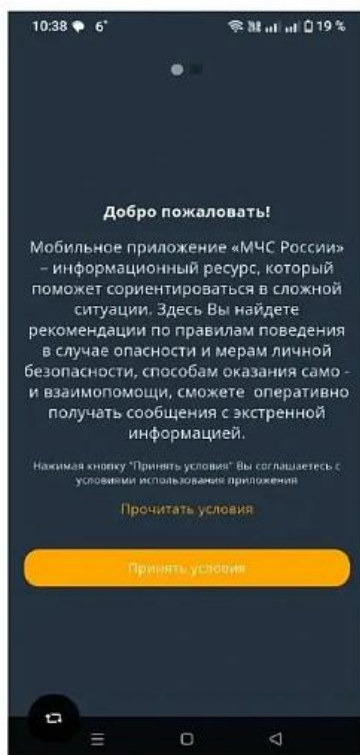 10:38 6° 19 %
Добро пожаловать!
Мобильное приложение «МЧС России»
– информационный ресурс, который
поможет сориентироваться в сложной
ситуации. Здесь Вы найдете
рекомендации по правилам поведения
в случае опасности и мерам личной
безопасности, способам оказания само -
и взаимопомощи, сможете оперативно
получать сообщения с экстренной
информацией.
Нажимая кнопку "Принять условия" Вы соглашаетесь с
условиями использования приложения
Прочитать условия
Принять условия